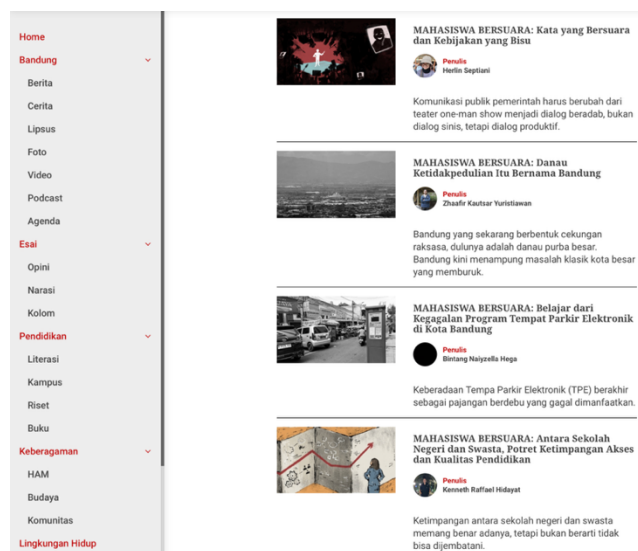 Home
Bandung
Berita
Cerita
Lipsus
Foto
Video
Podcast
Agenda
Esai
Opini
Narasi
Kolom
Pendidikan
Literasi
Kampus
Riset
Buku
Keberagaman
HAM
Budaya
Komunitas
Lingkungan Hidup
MAHASISWA BERSUARA: Kata yang Bersuara
dan Kebijakan yang Bisu
Penulis
Herlin Septiani
Komunikasi publik pemerintah harus berubah dari
teater one-man show menjadi dialog beradab, bukan
dialog sinis, tetapi dialog produktif.
MAHASISWA BERSUARA: Danau
Ketidakpedulian Itu Bernama Bandung
Penulis
Zhaafir Kautsar Yuristiawan
Bandung yang sekarang berbentuk cekungan
raksasa, dulunya adalah danau purba besar.
Bandung kini menampung masalah klasik kota besar
yang memburuk.
MAHASISWA BERSUARA: Belajar dari
Kegagalan Program Tempat Parkir Elektronik
di Kota Bandung
Penulis
Bintang Naiyzella Hega
Keberadaan Tempa Parkir Elektronik (TPE) berakhir
sebagai pajangan berdebu yang gagal dimanfaatkan.
MAHASISWA BERSUARA: Antara Sekolah
Negeri dan Swasta, Potret Ketimpangan Akses
dan Kualitas Pendidikan
Penulis
Kenneth Raffael Hidayat
Ketimpangan antara sekolah negeri dan swasta
memang benar adanya, tetapi bukan berarti tidak
bisa dijembatani.